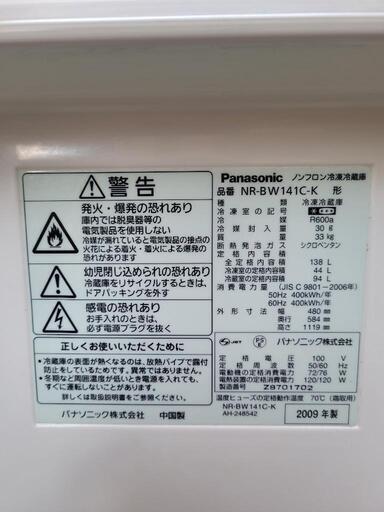 警告
発火・爆発の恐れあり
庫内では脱臭器等の
電気製品を使用しない
冷媒が漏れていると電気製品の接点の
火花による発火・着火による爆発の
恐れがあります
幼児閉じ込められの恐れあり
冷蔵庫をリサイクルするときは、
ドアパッキングを外す
感電の恐れあり
お手入れのときは、
必ず電源プラグを抜く
正しくお使いいただくために
・冷蔵庫の表面が熱くなるのは、放熱パイプで露付
防止をしているためです。異常ではありません。
・冬期など周囲温度が低いとき電源を入れても、
すぐに運転しないことがあります。
詳しくは取扱説明書をご覧ください。
パナソニック株式会社 中国製
Panasonic ノンフロン冷凍冷蔵庫
品番 NR-BW141C-K 形
種類 冷凍冷蔵庫
冷凍室の記号
冷媒 R600a
冷媒封入量 30 g
質量 33 kg
断熱発泡ガス シクロペンタン
定格内容積
全定格内容積 138 L
冷凍室の定格内容積 44 L
冷蔵室の定格内容積 94 L
消費電力量 (JIS C 9801-2006年)
50Hz 400kWh/年
60Hz 400kWh/年
外形寸法 幅 480 mm
奥行 584 mm
高さ 1119 mm
JET PS E パナソニック株式会社
定格電圧 100 V
定格周波数 50/60 Hz
電動機の定格消費電力 72/76 W
電熱装置の定格消費電力 120/120 W
製造番号 Z8701702
温度ヒューズの定格動作温度 70℃ (霜取用)
NR-BW141C-K
AH-248542
2009 年製